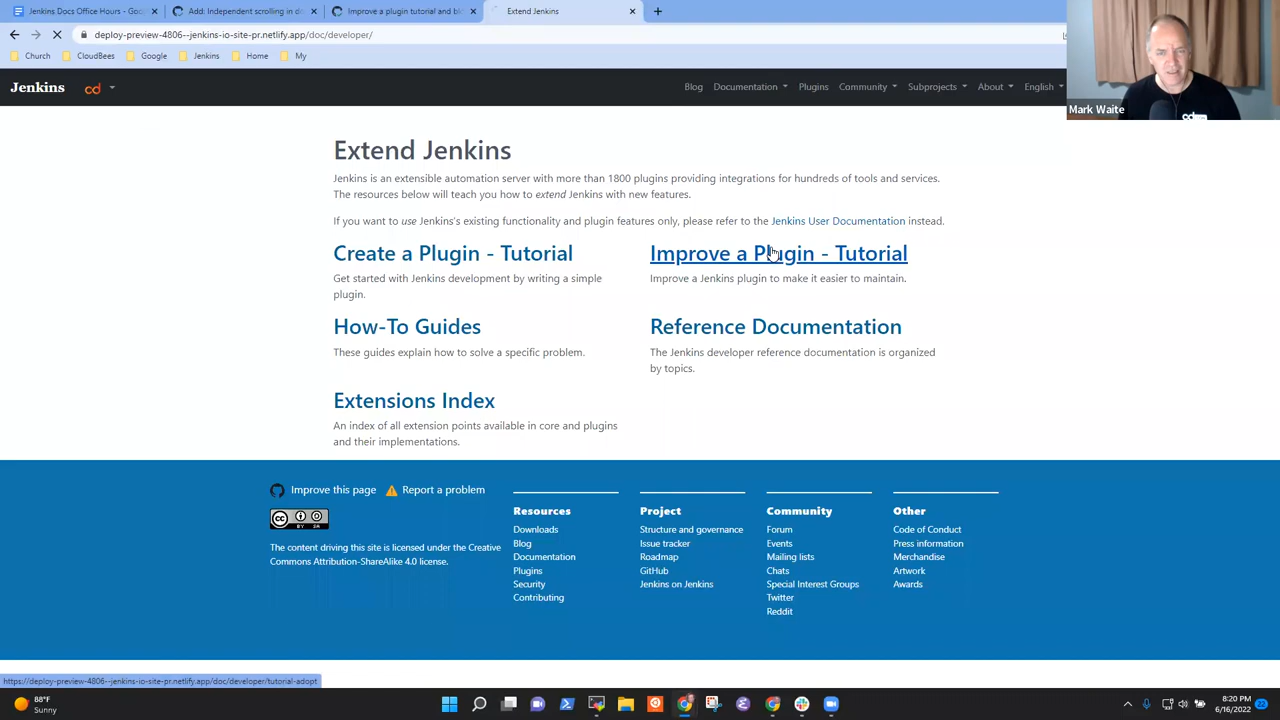 Jenkins Docs Office Hours - Goo
Add: Independent scrolling in do
Improve a plugin tutorial and bl
Extend Jenkins
deploy-preview-4806--jenkins-io-site-pr.netlify.app/doc/developer/
Church
CloudBees
Google
Jenkins
Home
My
Jenkins
cd
Blog
Documentation
Plugins
Community
Subprojects
About
English
Mark Waite
Extend Jenkins
Jenkins is an extensible automation server with more than 1800 plugins providing integrations for hundreds of tools and services.
The resources below will teach you how to extend Jenkins with new features.
If you want to use Jenkins's existing functionality and plugin features only, please refer to the Jenkins User Documentation instead.
Create a Plugin - Tutorial
Get started with Jenkins development by writing a simple
plugin.
Improve a Plugin - Tutorial
Improve a Jenkins plugin to make it easier to maintain.
How-To Guides
These guides explain how to solve a specific problem.
Reference Documentation
The Jenkins developer reference documentation is organized
by topics.
Extensions Index
An index of all extension points available in core and plugins
and their implementations.
Improve this page
Report a problem
CC BY SA
The content driving this site is licensed under the Creative
Commons Attribution-ShareAlike 4.0 license.
Resources
Downloads
Blog
Documentation
Plugins
Security
Contributing
Project
Structure and governance
Issue tracker
Roadmap
GitHub
Jenkins on Jenkins
Community
Forum
Events
Mailing lists
Chats
Special Interest Groups
Twitter
Reddit
Other
Code of Conduct
Press information
Merchandise
Artwork
Awards
https://deploy-preview-4806--jenkins-io-site-pr.netlify.app/doc/developer/tutorial-adopt
88°F
Sunny
8:20 PM
6/16/2022